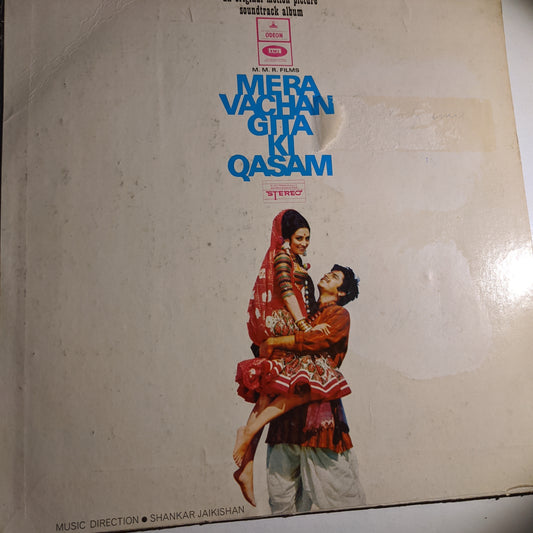 an original motion picture
soundtrack album
ODEON
EMI
M. M. R. FILMS
MERA
VACHAN
GITA
KI
QASAM
STEREO
MUSIC DIRECTION ● SHANKAR JAIKISHAN